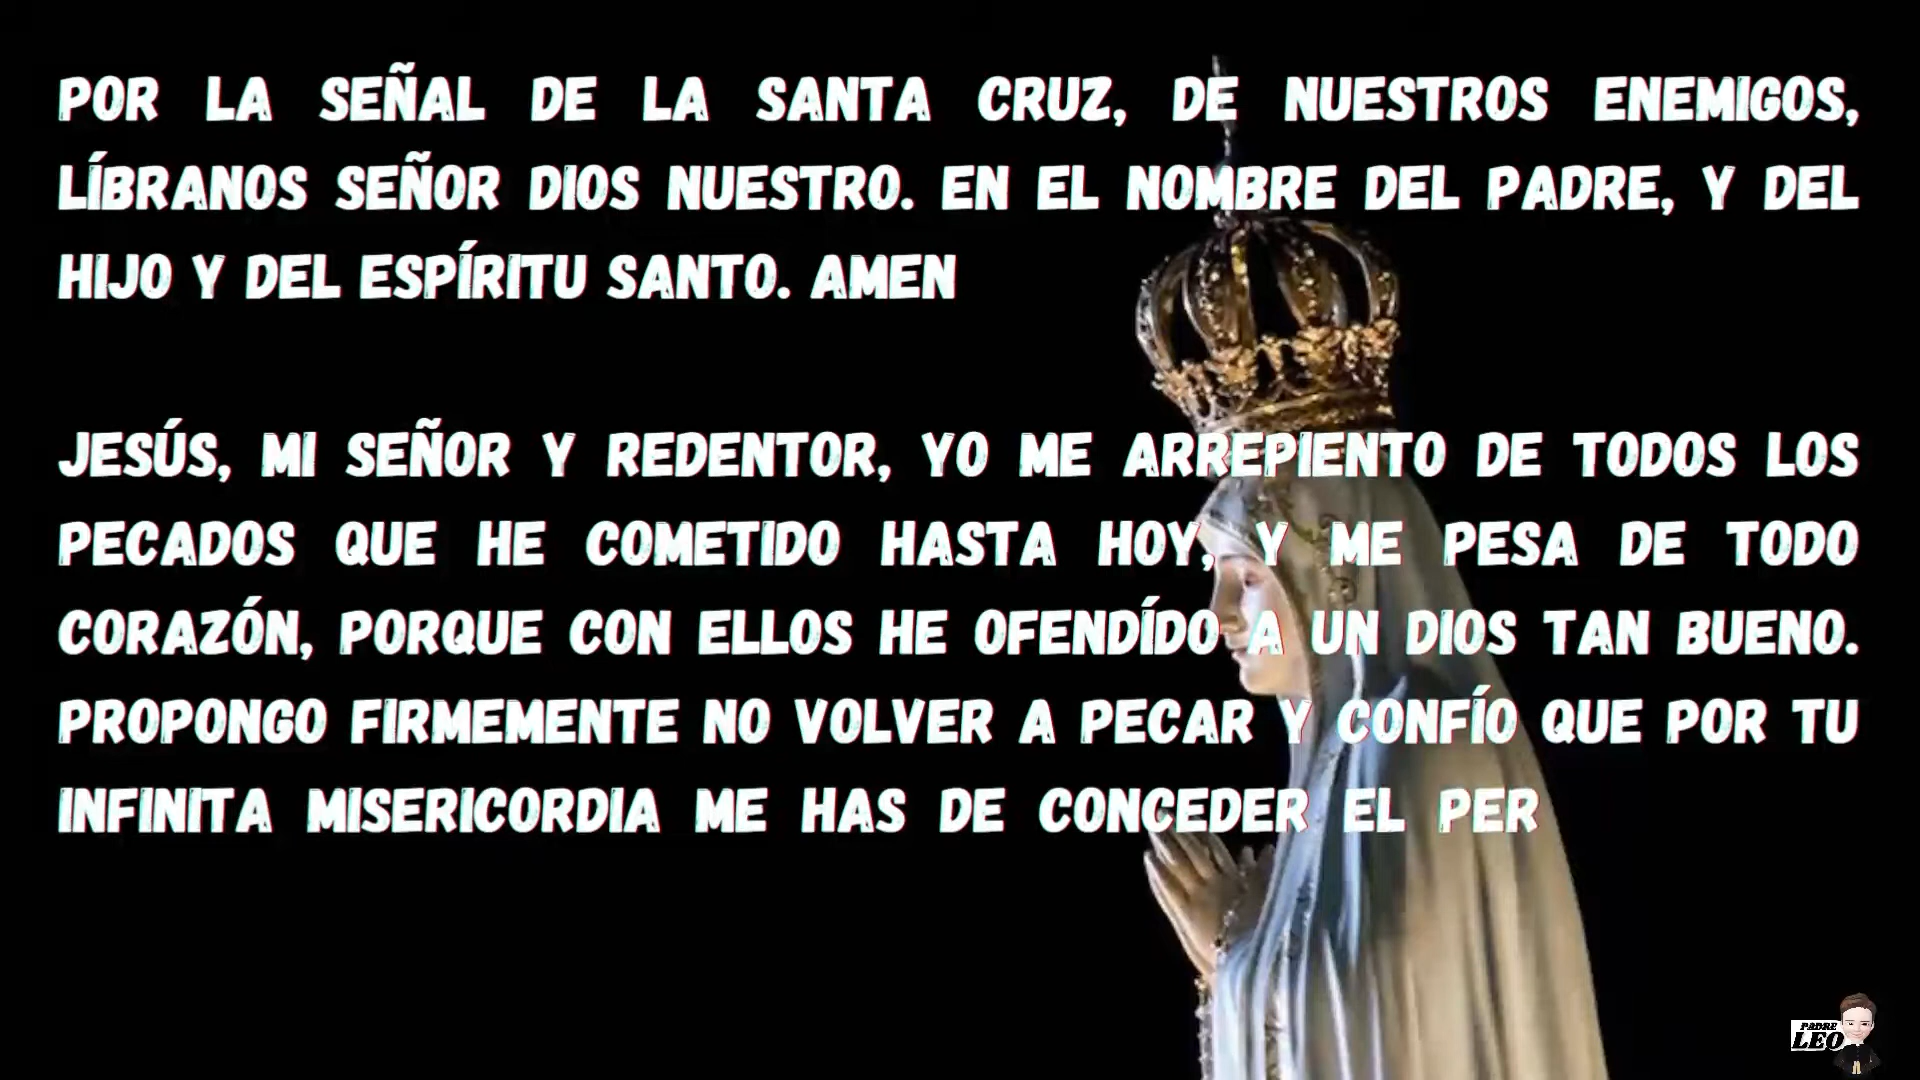 POR LA SEÑAL DE LA SANTA CRUZ, DE NUESTROS ENEMIGOS,
LÍBRANOS SEÑOR DIOS NUESTRO. EN EL NOMBRE DEL PADRE, Y DEL
HIJO Y DEL ESPÍRITU SANTO. AMEN
JESÚS, MI SEÑOR Y REDENTOR, YO ME ARREPIENTO DE TODOS LOS
PECADOS QUE HE COMETIDO HASTA HOY, Y ME PESA DE TODO
CORAZÓN, PORQUE CON ELLOS HE OFENDÍDO A UN DIOS TAN BUENO.
PROPONGO FIRMEMENTE NO VOLVER A PECAR Y CONFÍO QUE POR TU
INFINITA MISERICORDIA ME HAS DE CONCEDER EL PER
PADRE
LEO